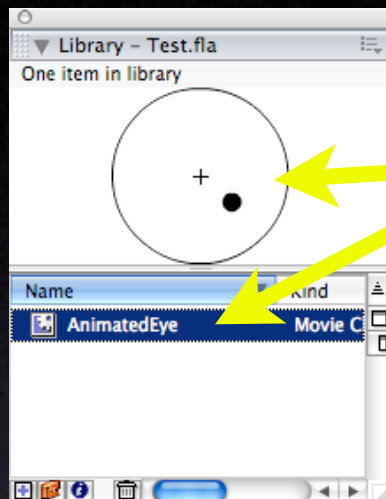 Library – Test.fla
One item in library
Name Kind
AnimatedEye Movie C